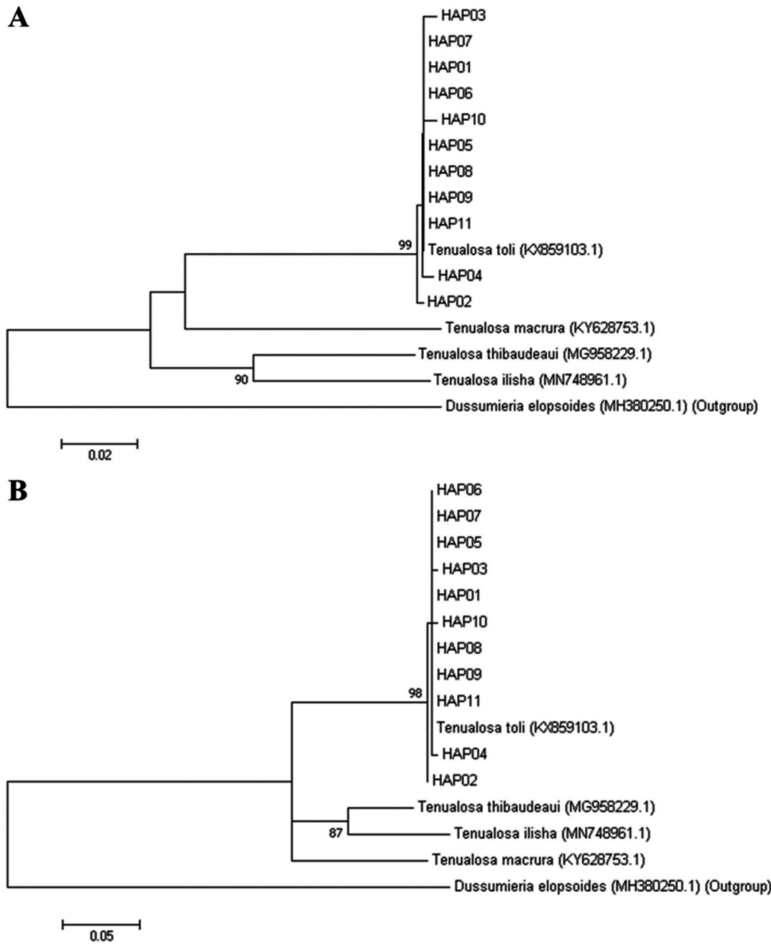 A
HAP03
HAP07
HAP01
HAP06
HAP10
HAP05
HAP08
HAP09
HAP11
99
Tenualosa toli (KX859103.1)
HAP04
HAP02
Tenualosa macrura (KY628753.1)
Tenualosa thibaudeaui (MG958229.1)
90
Tenualosa ilisha (MN748961.1)
Dussumieria elopsoides (MH380250.1) (Outgroup)
0.02
B
HAP06
HAP07
HAP05
HAP03
HAP01
HAP10
HAP08
HAP09
98
HAP11
Tenualosa toli (KX859103.1)
HAP04
HAP02
Tenualosa thibaudeaui (MG958229.1)
87
Tenualosa ilisha (MN748961.1)
Tenualosa macrura (KY628753.1)
Dussumieria elopsoides (MH380250.1) (Outgroup)
0.05